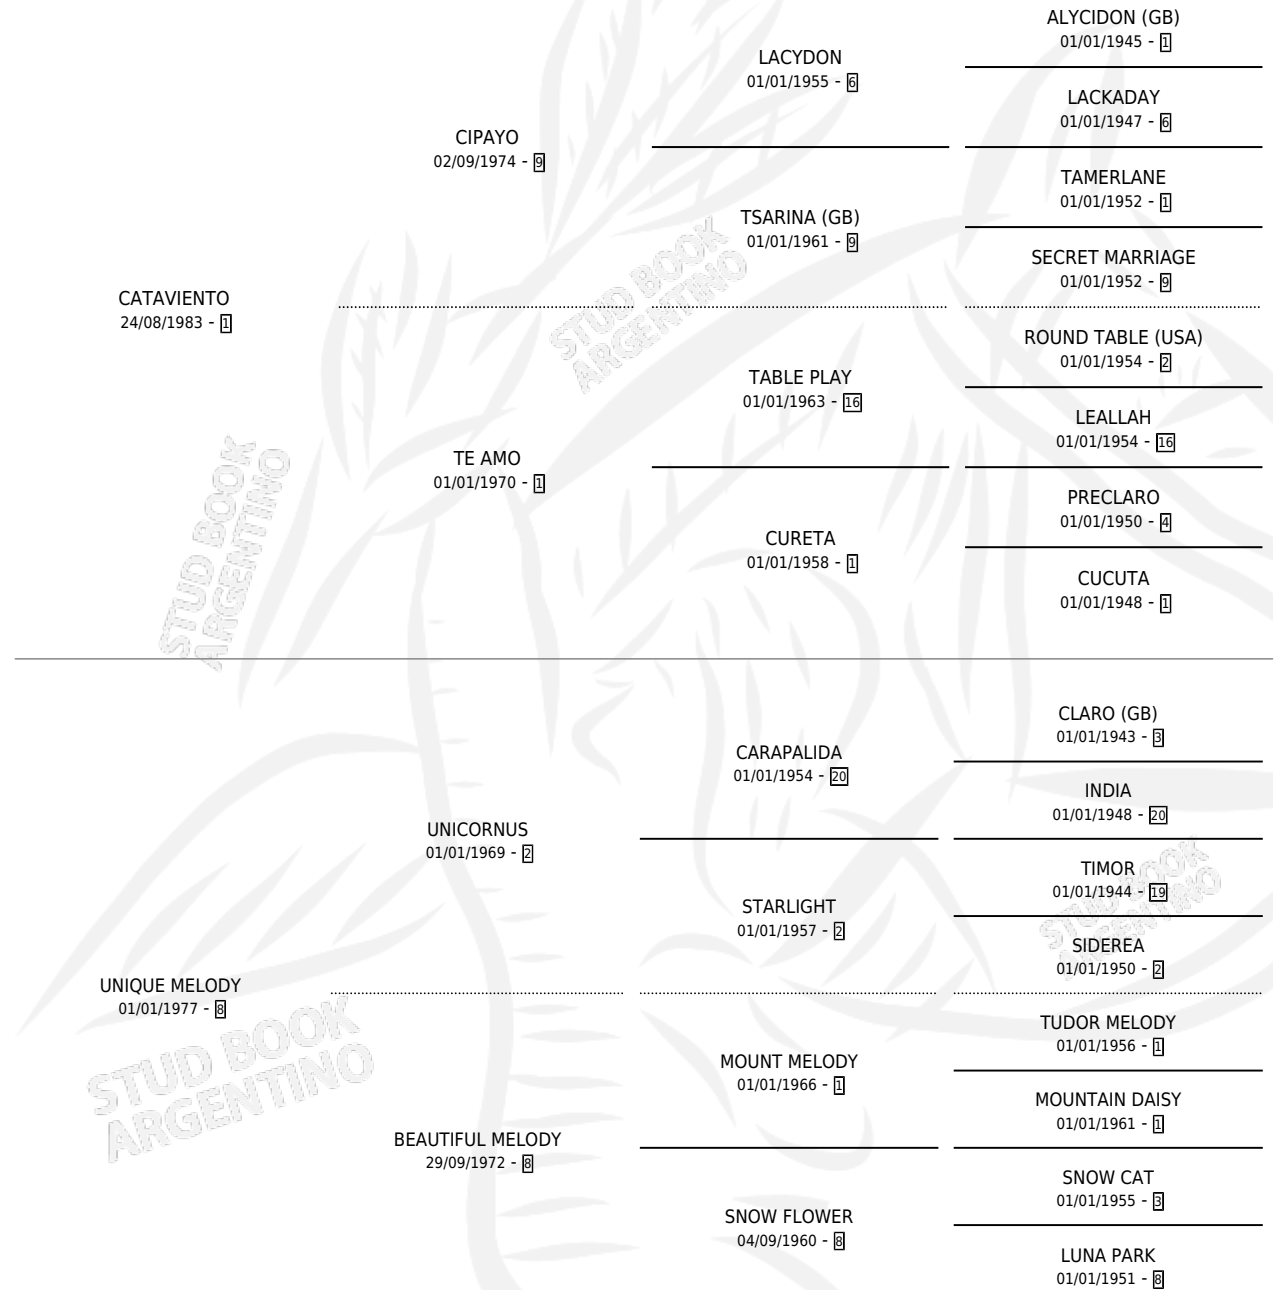 ALYCIDON (GB)
01/01/1945 - 1
LACYDON
01/01/1955 - 6
LACKADAY
01/01/1947 - 6
CIPAYO
02/09/1974 - 9
TAMERLANE
01/01/1952 - 1
TSARINA (GB)
01/01/1961 - 9
SECRET MARRIAGE
01/01/1952 - 9
CATAVIENTO
24/08/1983 - 1
ROUND TABLE (USA)
01/01/1954 - 2
TABLE PLAY
01/01/1963 - 16
LEALLAH
01/01/1954 - 16
TE AMO
01/01/1970 - 1
PRECLARO
01/01/1950 - 4
CURETA
01/01/1958 - 1
CUCUTA
01/01/1948 - 1
CLARO (GB)
01/01/1943 - 3
CARAPALIDA
01/01/1954 - 20
INDIA
01/01/1948 - 20
UNICORNUS
01/01/1969 - 2
TIMOR
01/01/1944 - 19
STARLIGHT
01/01/1957 - 2
SIDEREA
01/01/1950 - 2
UNIQUE MELODY
01/01/1977 - 8
TUDOR MELODY
01/01/1956 - 1
MOUNT MELODY
01/01/1966 - 1
MOUNTAIN DAISY
01/01/1961 - 1
BEAUTIFUL MELODY
29/09/1972 - 8
SNOW CAT
01/01/1955 - 3
SNOW FLOWER
04/09/1960 - 8
LUNA PARK
01/01/1951 - 8
STUD BOOK
ARGENTINO
STUD BOOK
ARGENTINO
STUD BOOK
ARGENTINO
STUD BOOK
ARGENTINO